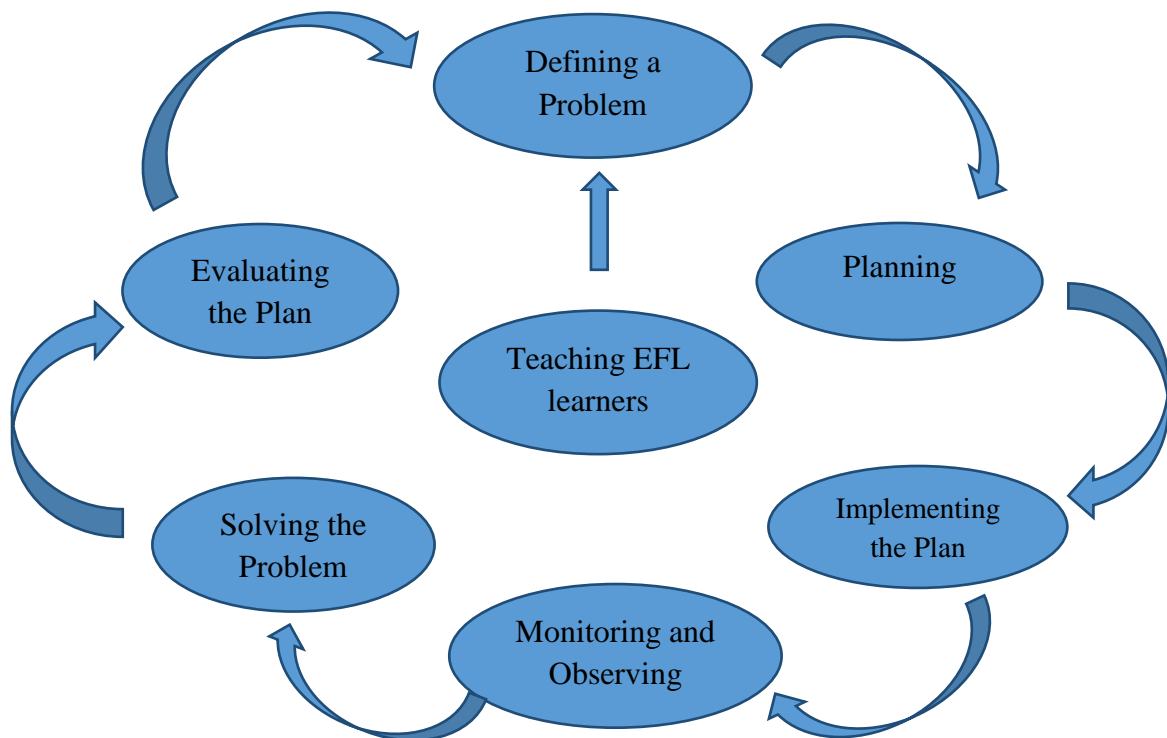 Defining a
Problem
Planning
Implementing
the Plan
Monitoring and
Observing
Solving the
Problem
Evaluating
the Plan
Teaching EFL
learners